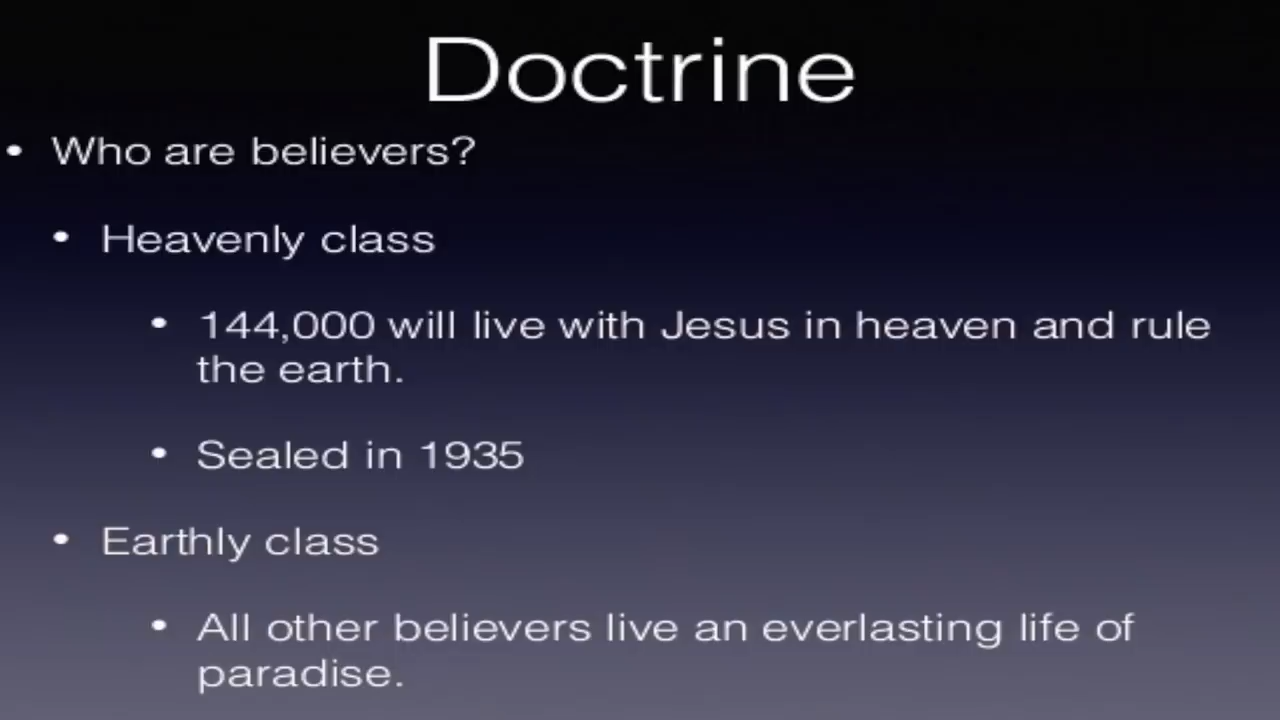 Doctrine
• Who are believers?
• Heavenly class
• 144,000 will live with Jesus in heaven and rule
the earth.
• Sealed in 1935
• Earthly class
• All other believers live an everlasting life of
paradise.